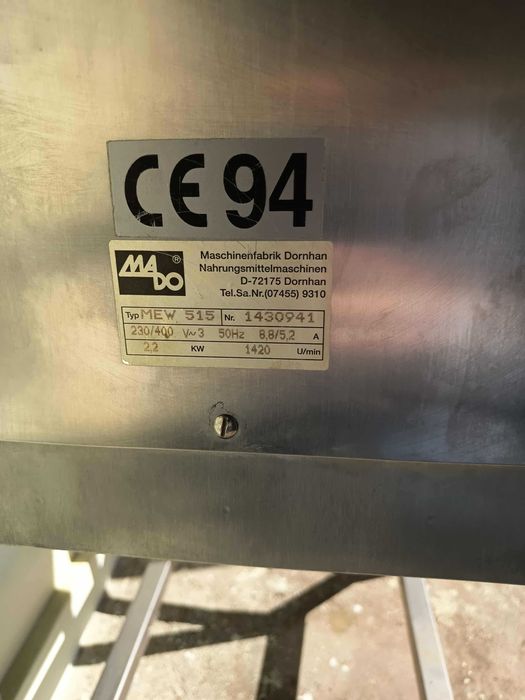 CE 94
MADO ®
Maschinenfabrik Dornhan
Nahrungsmittelmaschinen
D-72175 Dornhan
Tel.Sa.Nr.(07455) 9310
Typ MEW 515 Nr. 1430941
230/400 V~3 50Hz 8,8/5,2 A
2,2 KW 1420 U/min